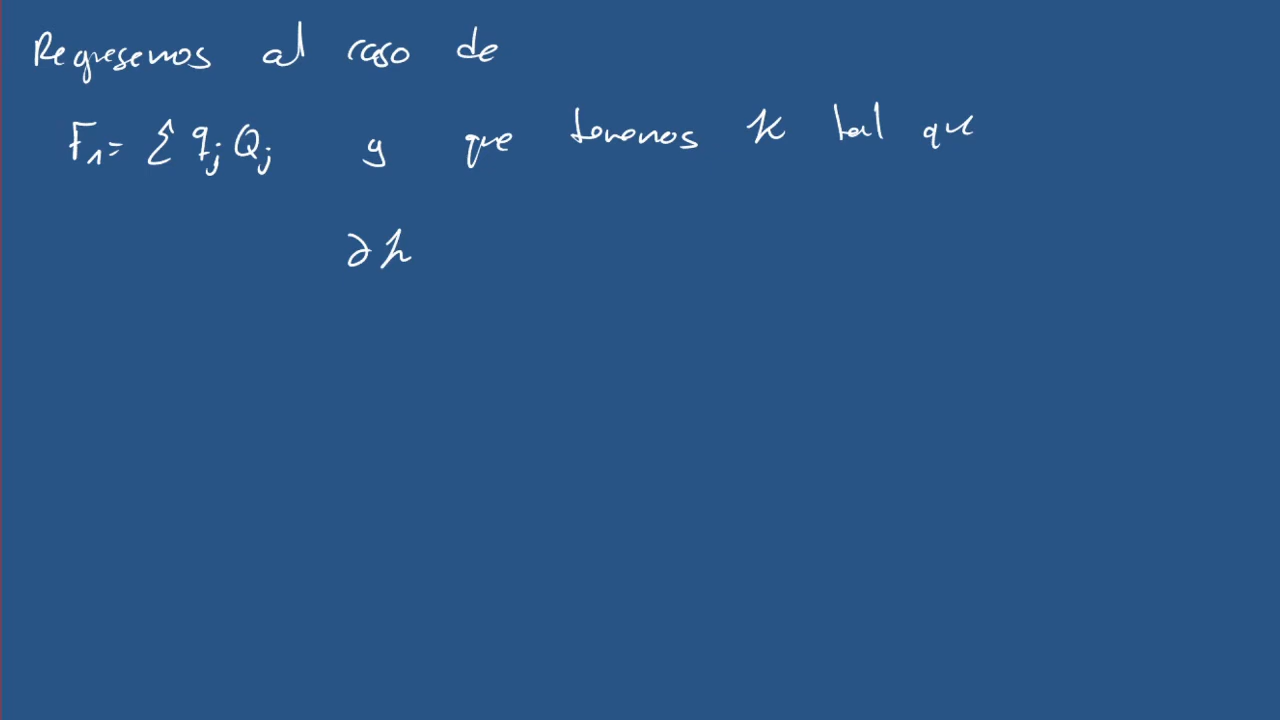 Regresemos al caso de
F₁ = Σ qⱼ Qⱼ y que tenemos K tal que
∂h